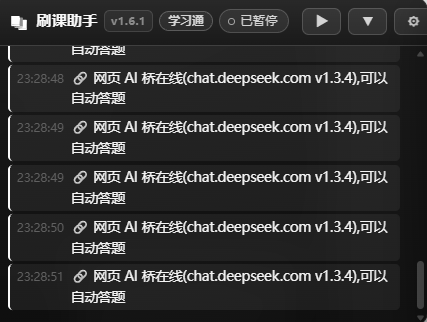 刷课助手 v1.6.1 学习通 已暂停
自动答题
23:28:48 网页 AI 桥在线(chat.deepseek.com v1.3.4),可以
自动答题
23:28:49 网页 AI 桥在线(chat.deepseek.com v1.3.4),可以
自动答题
23:28:49 网页 AI 桥在线(chat.deepseek.com v1.3.4),可以
自动答题
23:28:50 网页 AI 桥在线(chat.deepseek.com v1.3.4),可以
自动答题
23:28:51 网页 AI 桥在线(chat.deepseek.com v1.3.4),可以
自动答题